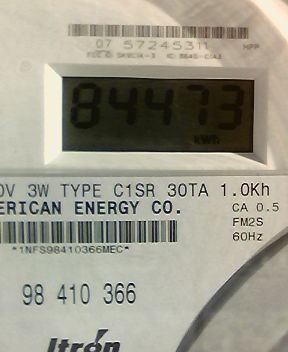 07 57245311 MPP
84473
kWh
0V 3W TYPE C1SR 30TA 1.0Kh
ERICAN ENERGY CO. CA 0.5
FM2S
*1NFS98410366MEC* 60Hz
98 410 366
Itron